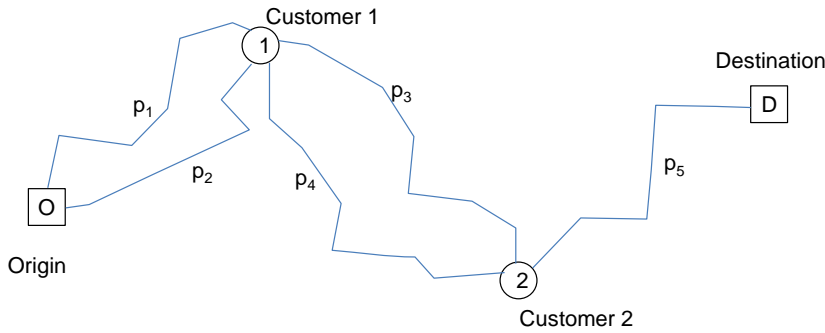 Customer 1
1
Destination
D
p₁
p₃
p₂
p₄
p₅
O
Origin
2
Customer 2